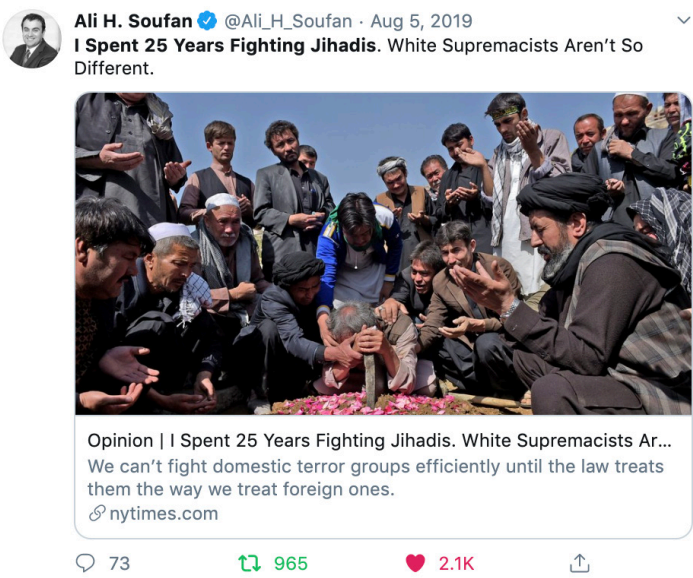 Ali H. Soufan @Ali_H_Soufan · Aug 5, 2019
I Spent 25 Years Fighting Jihadis. White Supremacists Aren’t So
Different.
Opinion | I Spent 25 Years Fighting Jihadis. White Supremacists Ar...
We can’t fight domestic terror groups efficiently until the law treats
them the way we treat foreign ones.
nytimes.com
73 965 2.1K